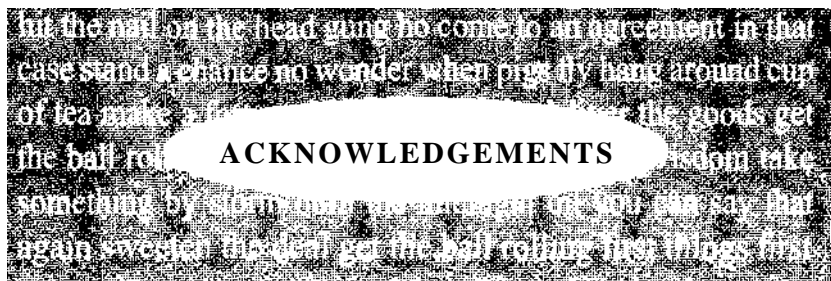 hit the nail on the head gung ho come to an agreement in that
case stand a chance no wonder when pigs fly hang around cup
of tea make a the goods get
the ball
ACKNOWLEDGEMENTS
take
something by storm you can say that
again sweeten the deal get the ball rolling first things first